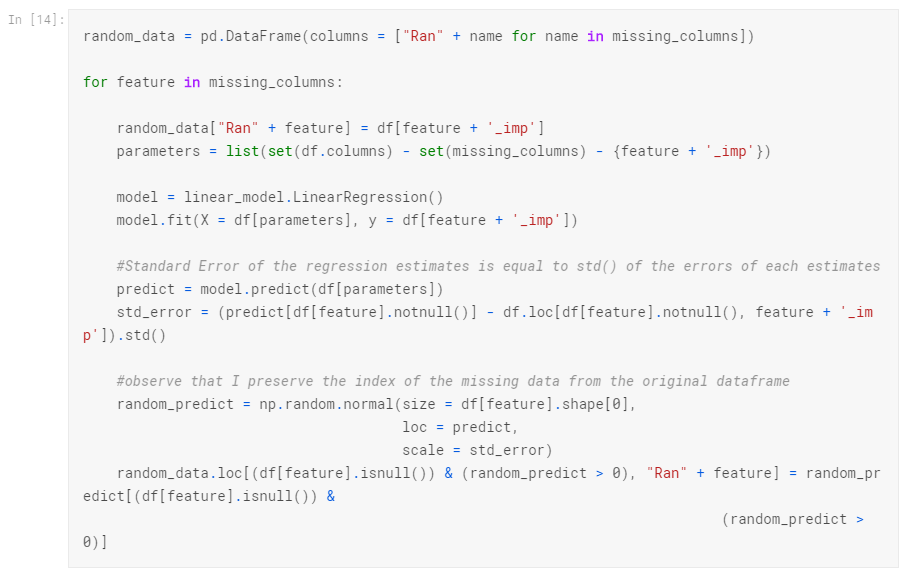 In [14]:
random_data = pd.DataFrame(columns = ["Ran" + name for name in missing_columns])
for feature in missing_columns:
random_data["Ran" + feature] = df[feature + '_imp']
parameters = list(set(df.columns) - set(missing_columns) - {feature + '_imp'})
model = linear_model.LinearRegression()
model.fit(X = df[parameters], y = df[feature + '_imp'])
#Standard Error of the regression estimates is equal to std() of the errors of each estimates
predict = model.predict(df[parameters])
std_error = (predict[df[feature].notnull()] - df.loc[df[feature].notnull(), feature + '_im
p']).std()
#observe that I preserve the index of the missing data from the original dataframe
random_predict = np.random.normal(size = df[feature].shape[0],
loc = predict,
scale = std_error)
random_data.loc[(df[feature].isnull()) & (random_predict > 0), "Ran" + feature] = random_pr
edict[(df[feature].isnull()) &
(random_predict >
0)]